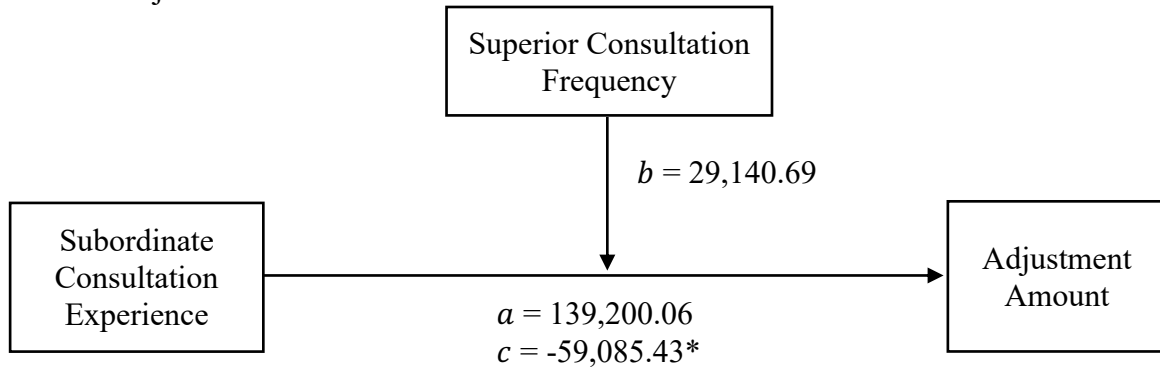 Superior Consultation
Frequency
b = 29,140.69
Subordinate
Consultation
Experience
Adjustment
Amount
a = 139,200.06
c = -59,085.43*